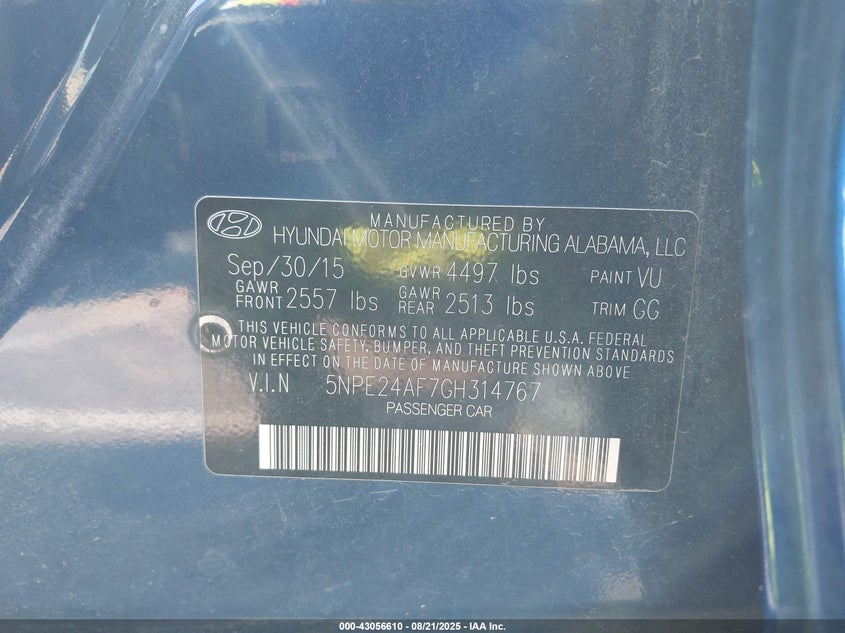 MANUFACTURED BY
HYUNDAI MOTOR MANUFACTURING ALABAMA, LLC
Sep/30/15 GVWR 4497 lbs PAINT VU
GAWR FRONT 2557 lbs GAWR REAR 2513 lbs TRIM GG
THIS VEHICLE CONFORMS TO ALL APPLICABLE U.S.A. FEDERAL
MOTOR VEHICLE SAFETY, BUMPER, AND THEFT PREVENTION STANDARDS
IN EFFECT ON THE DATE OF MANUFACTURE SHOWN ABOVE
V.I.N 5NPE24AF7GH314767
PASSENGER CAR
000-43056610 - 08/21/2025 - IAA Inc.